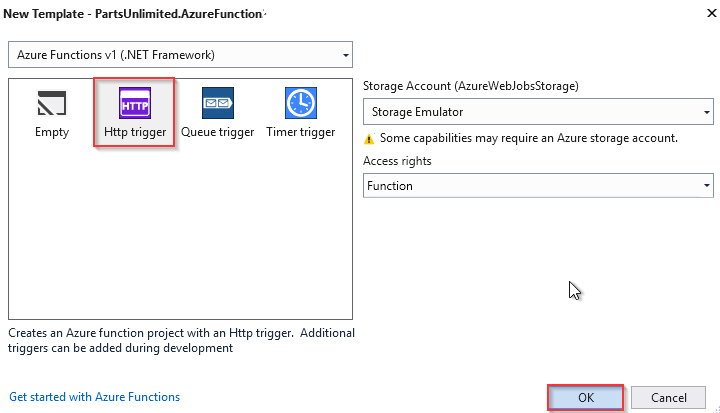 New Template - PartsUnlimited.AzureFunction
Azure Functions v1 (.NET Framework)
Empty
HTTP
Http trigger
Queue trigger
Timer trigger
Storage Account (AzureWebJobsStorage)
Storage Emulator
Some capabilities may require an Azure storage account.
Access rights
Function
Creates an Azure function project with an Http trigger. Additional
triggers can be added during development
Get started with Azure Functions
OK
Cancel